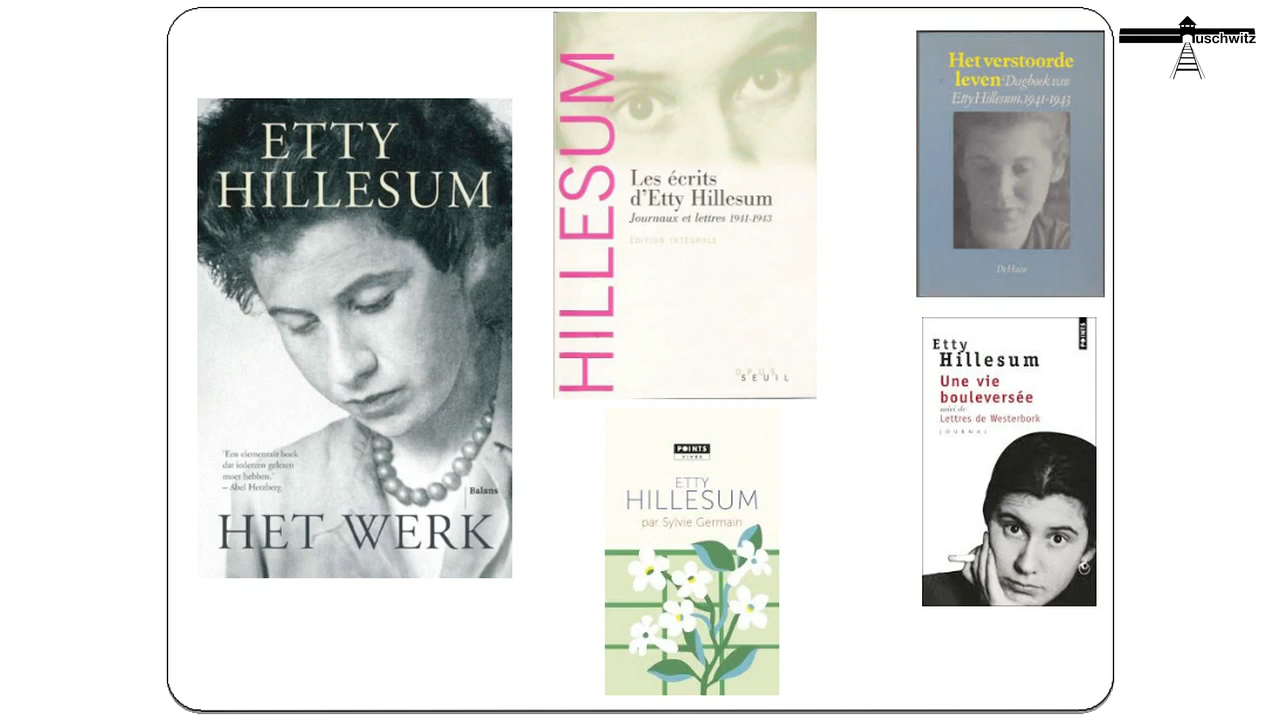 ETTY
HILLESUM
'Een elementair boek
dat iedereen gelezen
moet hebben.'
– Abel Herzberg
Balans
HET WERK
HILLESUM
Les écrits
d'Etty Hillesum
Journaux et lettres 1941-1943
ÉDITION INTÉGRALE
OPUS
SEUIL
POINTS
VIVRE
ETTY
HILLESUM
par Sylvie Germain
Het verstoorde
leven Dagboek van
Etty Hillesum, 1941-1943
De Haan
POINTS
Etty
Hillesum
Une vie
bouleversée
suivi de
Lettres de Westerbork
(JOURNAL)
uschwitz